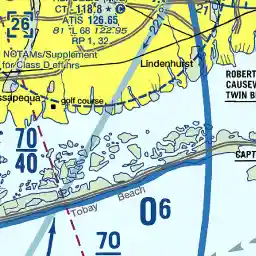 CT - 118.8 ★ C
ATIS 126.65
81 *L 68 122.95
RP 1, 32
26
NOTAMs/Supplement
for Class D eff hrs
Lindenhurst
ROBERT
CAUSEW
TWIN B
ssapequa
golf course
70
40
CAPT
Tobay Beach
06
70